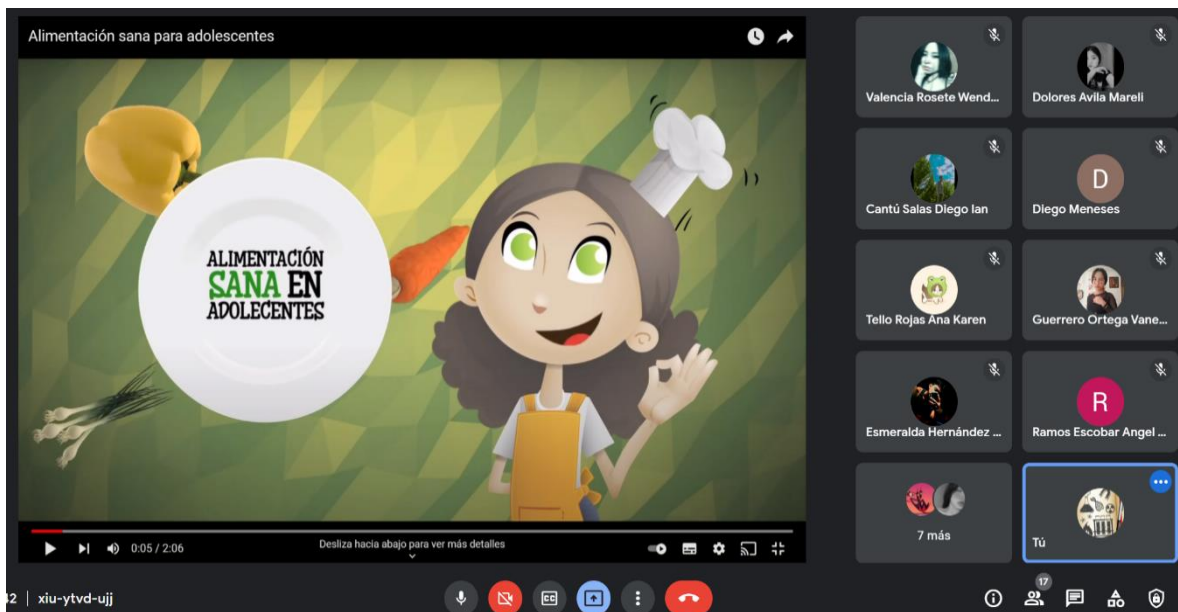 Alimentación sana para adolescentes
ALIMENTACIÓN
SANA EN
ADOLECENTES
0:05 / 2:06
Desliza hacia abajo para ver más detalles
Valencia Rosete Wend...
Dolores Avila Mareli
Cantú Salas Diego Ian
D
Diego Meneses
Tello Rojas Ana Karen
Guerrero Ortega Vane...
Esmeralda Hernández ...
R
Ramos Escobar Angel ...
7 más
Tú
42 | xiu-ytvd-ujj
CC
17